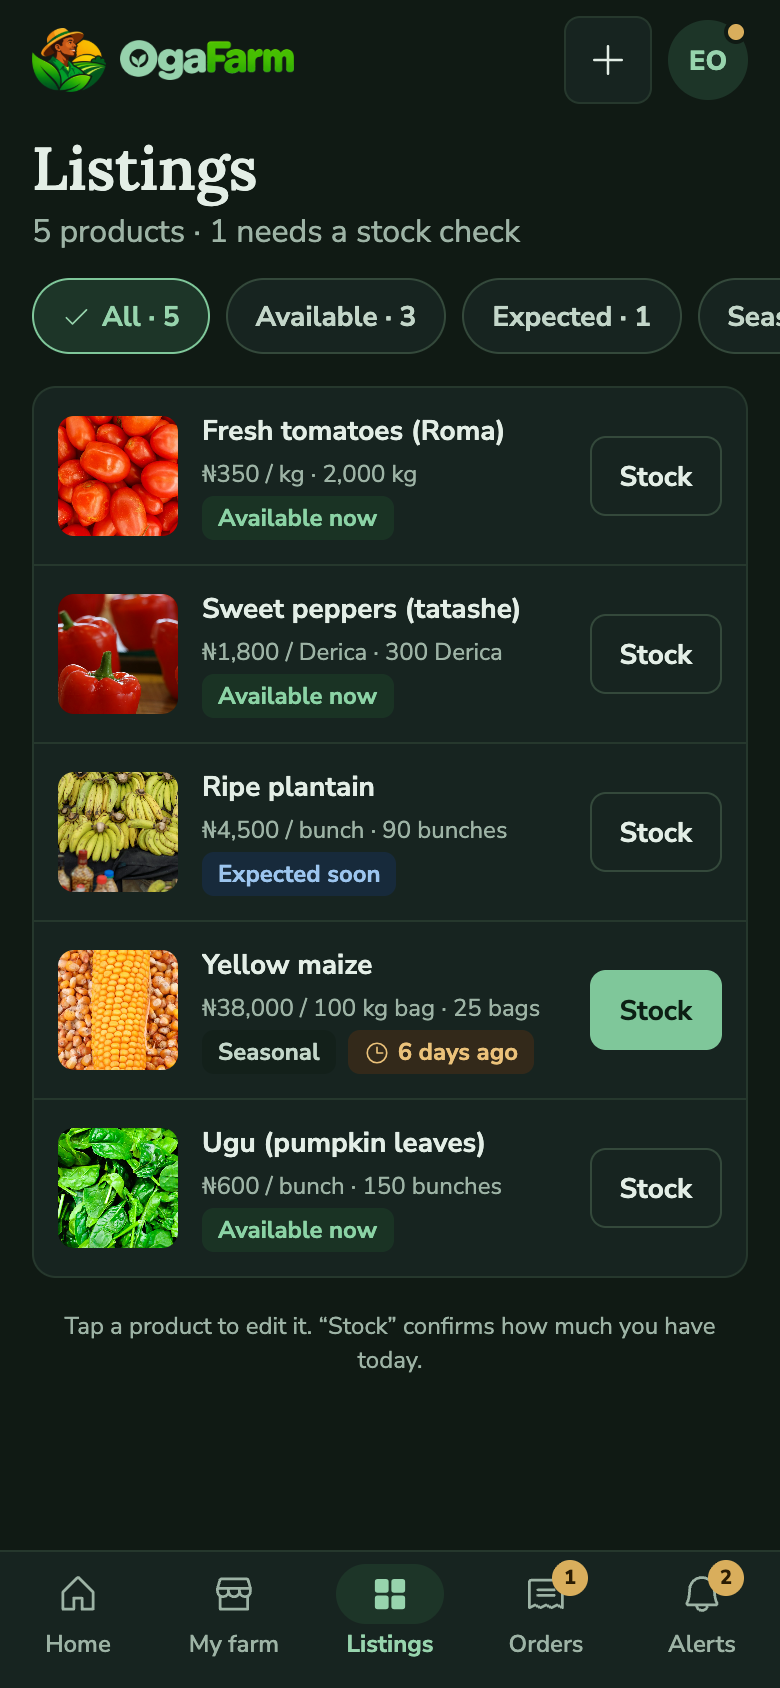 OgaFarm
EO
Listings
5 products · 1 needs a stock check
All · 5
Available · 3
Expected · 1
Seas
Fresh tomatoes (Roma)
₦350 / kg · 2,000 kg
Available now
Stock
Sweet peppers (tatashe)
₦1,800 / Derica · 300 Derica
Available now
Stock
Ripe plantain
₦4,500 / bunch · 90 bunches
Expected soon
Stock
Yellow maize
₦38,000 / 100 kg bag · 25 bags
Seasonal
6 days ago
Stock
Ugu (pumpkin leaves)
₦600 / bunch · 150 bunches
Available now
Stock
Tap a product to edit it. “Stock” confirms how much you have
today.
Home
My farm
Listings
1
Orders
2
Alerts